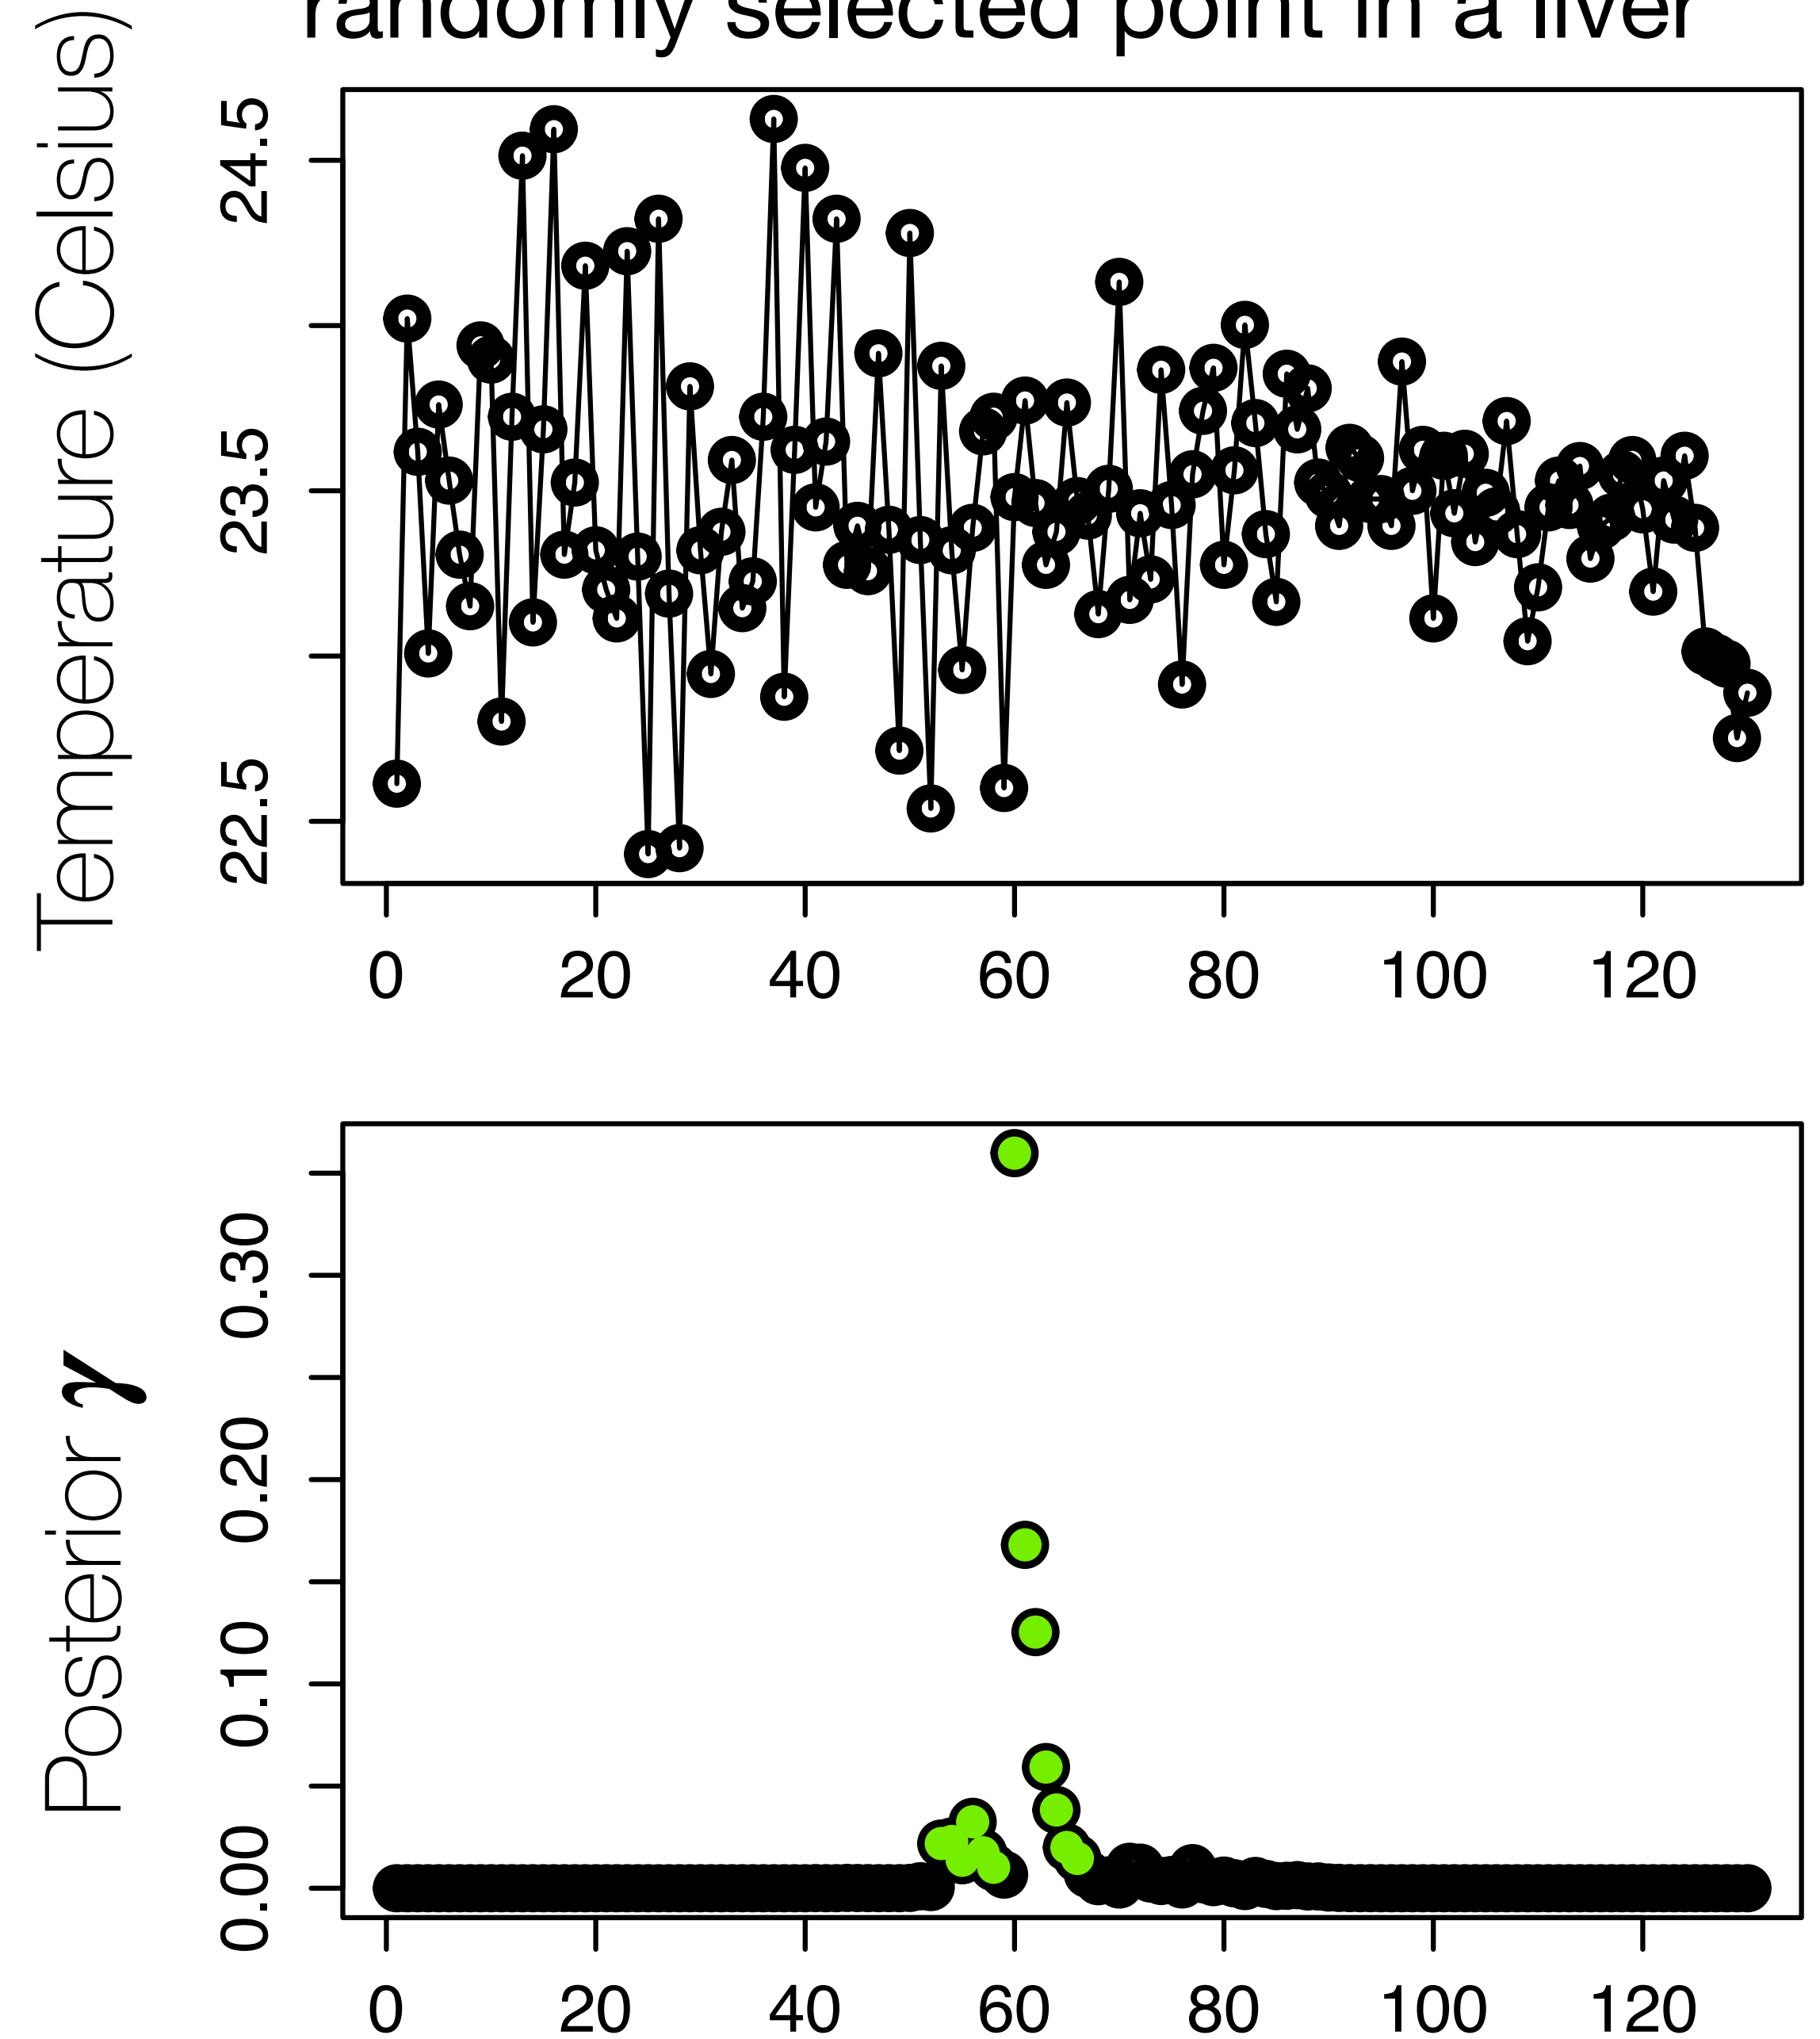 randomly selected point in a liver
Temperature (Celsius)
24.5
23.5
22.5
0 20 40 60 80 100 120
Posterior γ
0.30
0.20
0.10
0.00
0 20 40 60 80 100 120